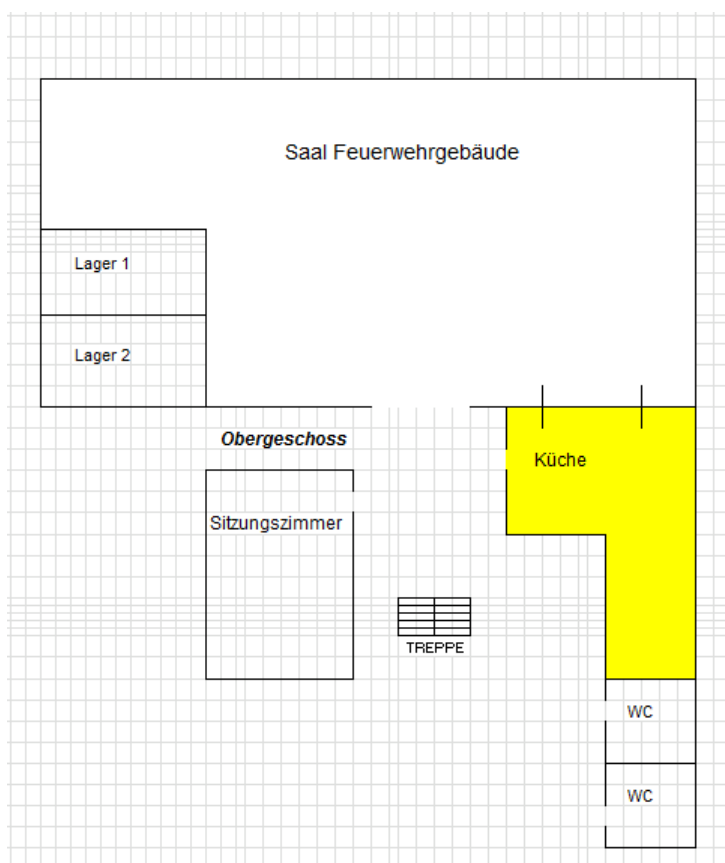 Saal Feuerwehrgebäude
Lager 1
Lager 2
Obergeschoss
Küche
Sitzungszimmer
TREPPE
WC
WC